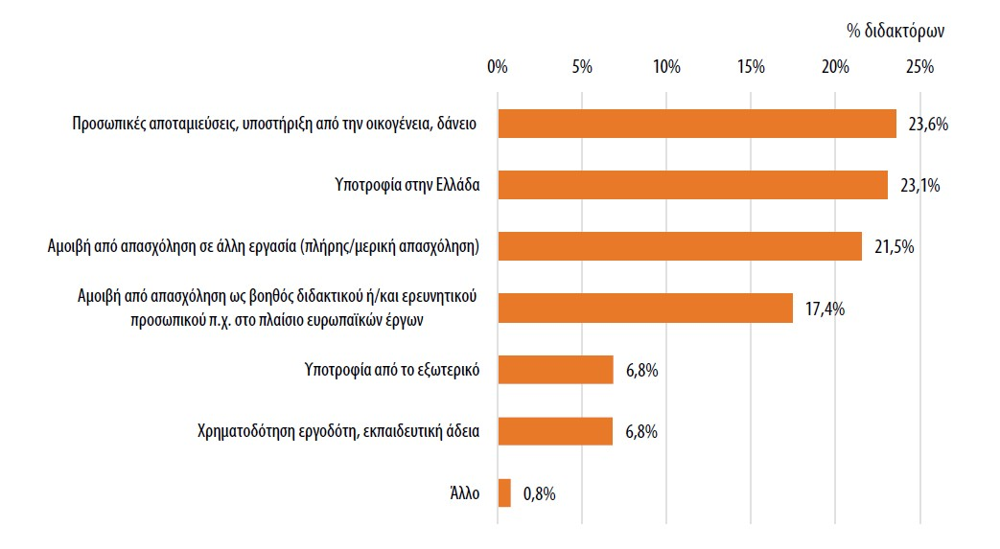 % διδακτόρων
0% 5% 10% 15% 20% 25%
Προσωπικές αποταμιεύσεις, υποστήριξη από την οικογένεια, δάνειο 23,6%
Υποτροφία στην Ελλάδα 23,1%
Αμοιβή από απασχόληση σε άλλη εργασία (πλήρης/μερική απασχόληση) 21,5%
Αμοιβή από απασχόληση ως βοηθός διδακτικού ή/και ερευνητικού
προσωπικού π.χ. στο πλαίσιο ευρωπαϊκών έργων 17,4%
Υποτροφία από το εξωτερικό 6,8%
Χρηματοδότηση εργοδότη, εκπαιδευτική άδεια 6,8%
Άλλο 0,8%